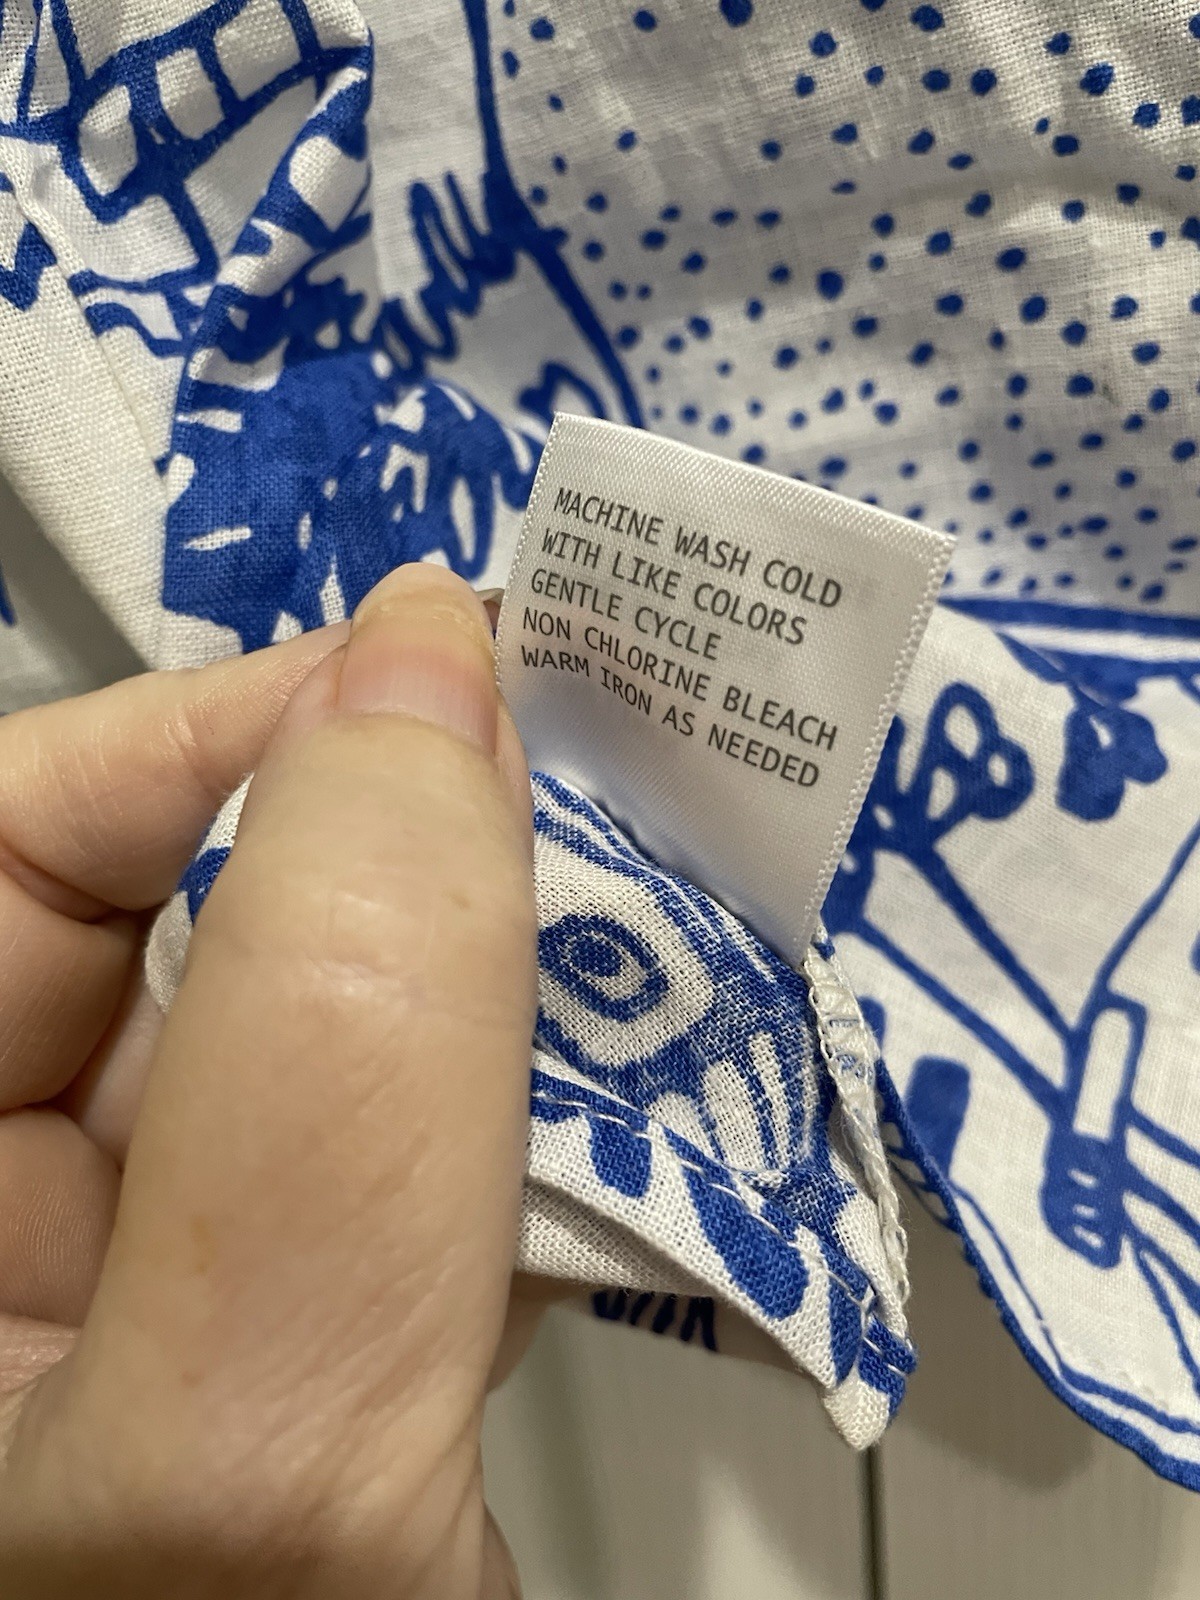 MACHINE WASH COLD
WITH LIKE COLORS
GENTLE CYCLE
NON CHLORINE BLEACH
WARM IRON AS NEEDED